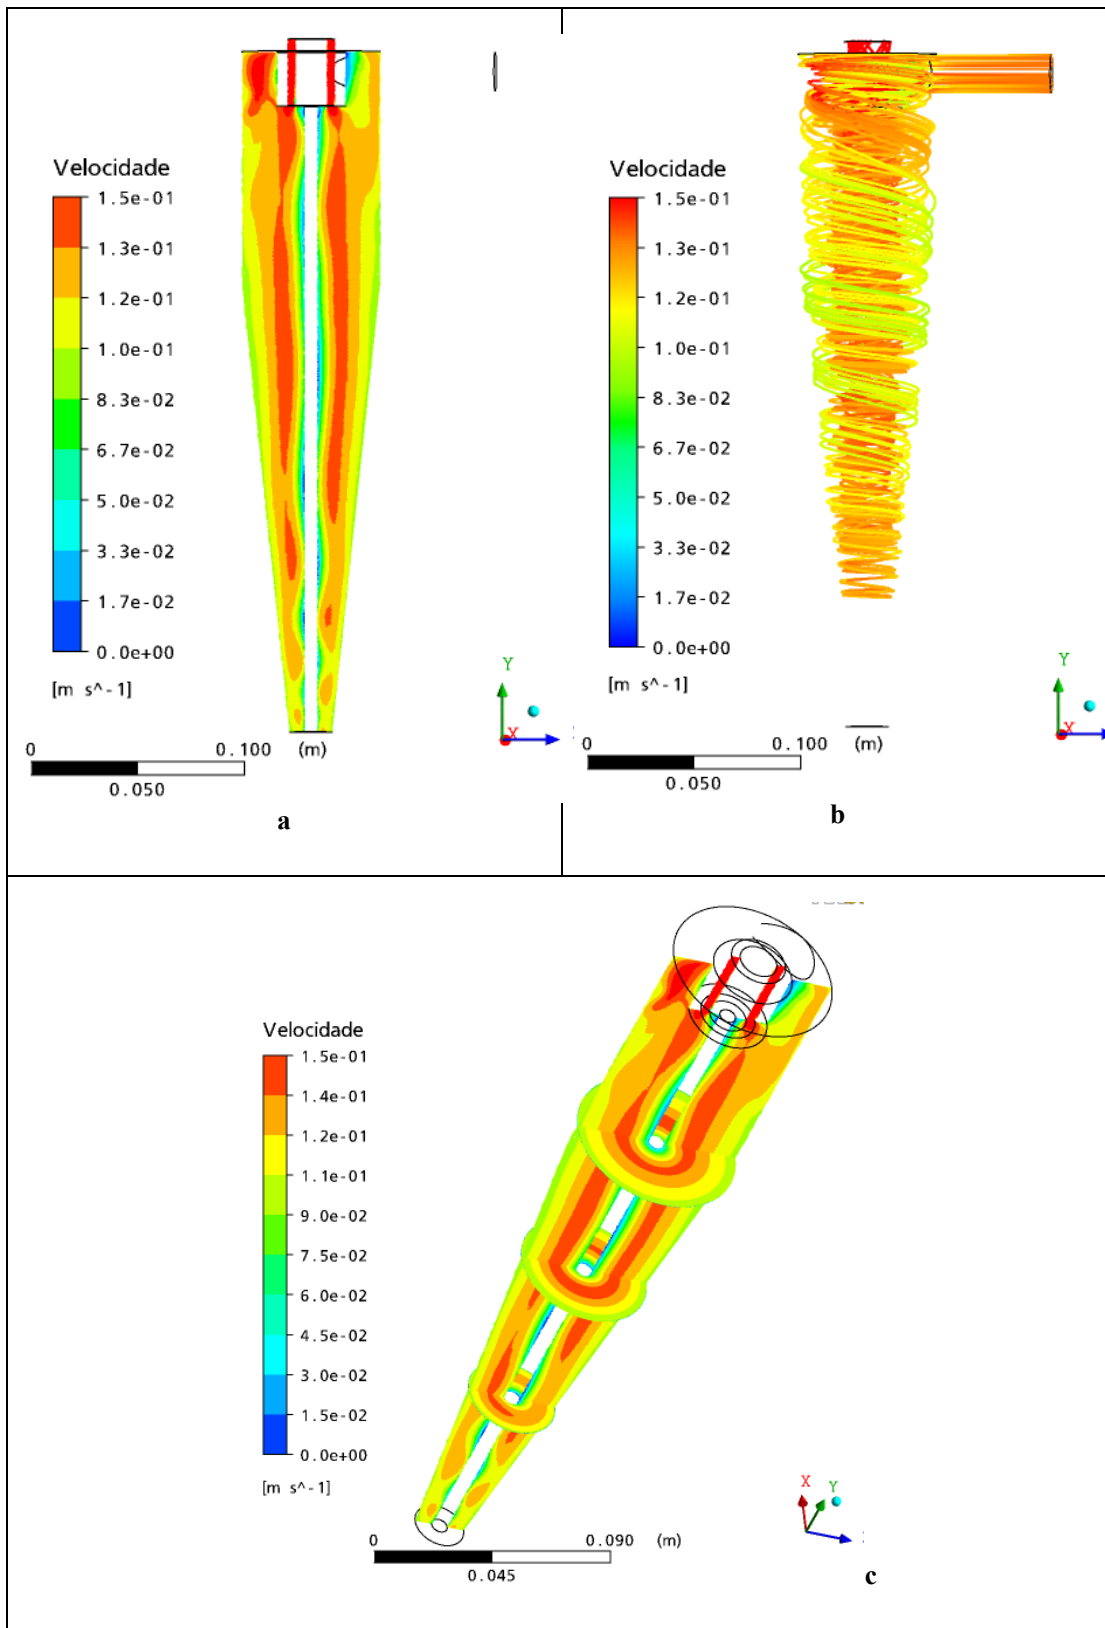 Velocidade
1.5e-01
1.3e-01
1.2e-01
1.0e-01
8.3e-02
6.7e-02
5.0e-02
3.3e-02
1.7e-02
0.0e+00
[m s^-1]
Y
X
0 0.100 (m)
0.050
a
Velocidade
1.5e-01
1.3e-01
1.2e-01
1.0e-01
8.3e-02
6.7e-02
5.0e-02
3.3e-02
1.7e-02
0.0e+00
[m s^-1]
Y
X
0 0.100 (m)
0.050
b
Velocidade
1.5e-01
1.4e-01
1.2e-01
1.1e-01
9.0e-02
7.5e-02
6.0e-02
4.5e-02
3.0e-02
1.5e-02
0.0e+00
[m s^-1]
X Y
0 0.090 (m)
0.045
c